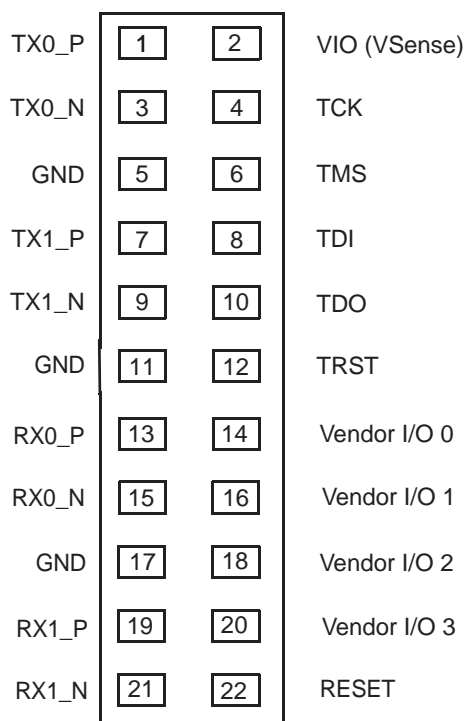 TX0_P 1 2 VIO (VSense)
TX0_N 3 4 TCK
GND 5 6 TMS
TX1_P 7 8 TDI
TX1_N 9 10 TDO
GND 11 12 TRST
RX0_P 13 14 Vendor I/O 0
RX0_N 15 16 Vendor I/O 1
GND 17 18 Vendor I/O 2
RX1_P 19 20 Vendor I/O 3
RX1_N 21 22 RESET